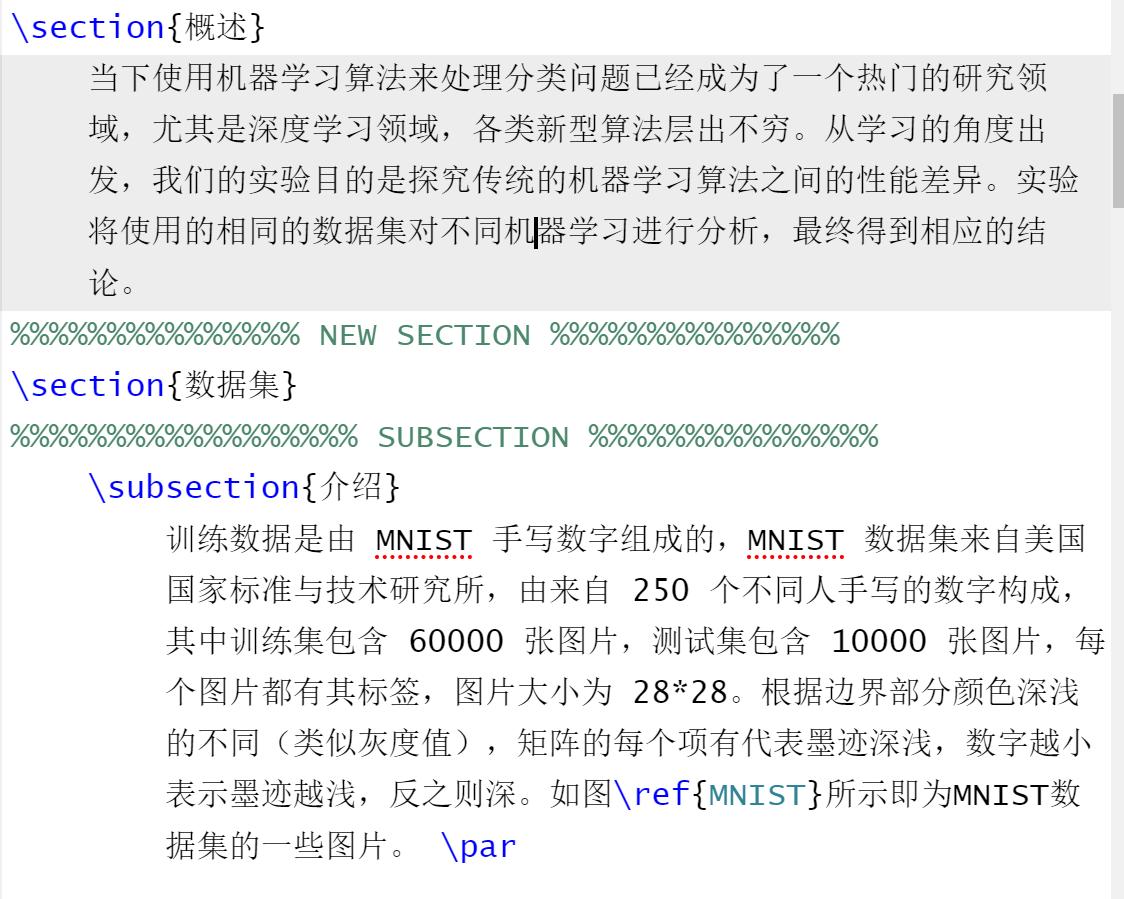 \section{概述}
当下使用机器学习算法来处理分类问题已经成为了一个热门的研究领
域，尤其是深度学习领域，各类新型算法层出不穷。从学习的角度出
发，我们的实验目的是探究传统的机器学习算法之间的性能差异。实验
将使用的相同的数据集对不同机器学习进行分析，最终得到相应的结
论。
%%%%%%%%%%%%%%% NEW SECTION %%%%%%%%%%%%%%%
\section{数据集}
%%%%%%%%%%%%%%%%%% SUBSECTION %%%%%%%%%%%%%%%
\subsection{介绍}
训练数据是由 MNIST 手写数字组成的，MNIST 数据集来自美国
国家标准与技术研究所，由来自 250 个不同人手写的数字构成，
其中训练集包含 60000 张图片，测试集包含 10000 张图片，每
个图片都有其标签，图片大小为 28*28。根据边界部分颜色深浅
的不同（类似灰度值），矩阵的每个项有代表墨迹深浅，数字越小
表示墨迹越浅，反之则深。如图\ref{MNIST}所示即为MNIST数
据集的一些图片。 \par